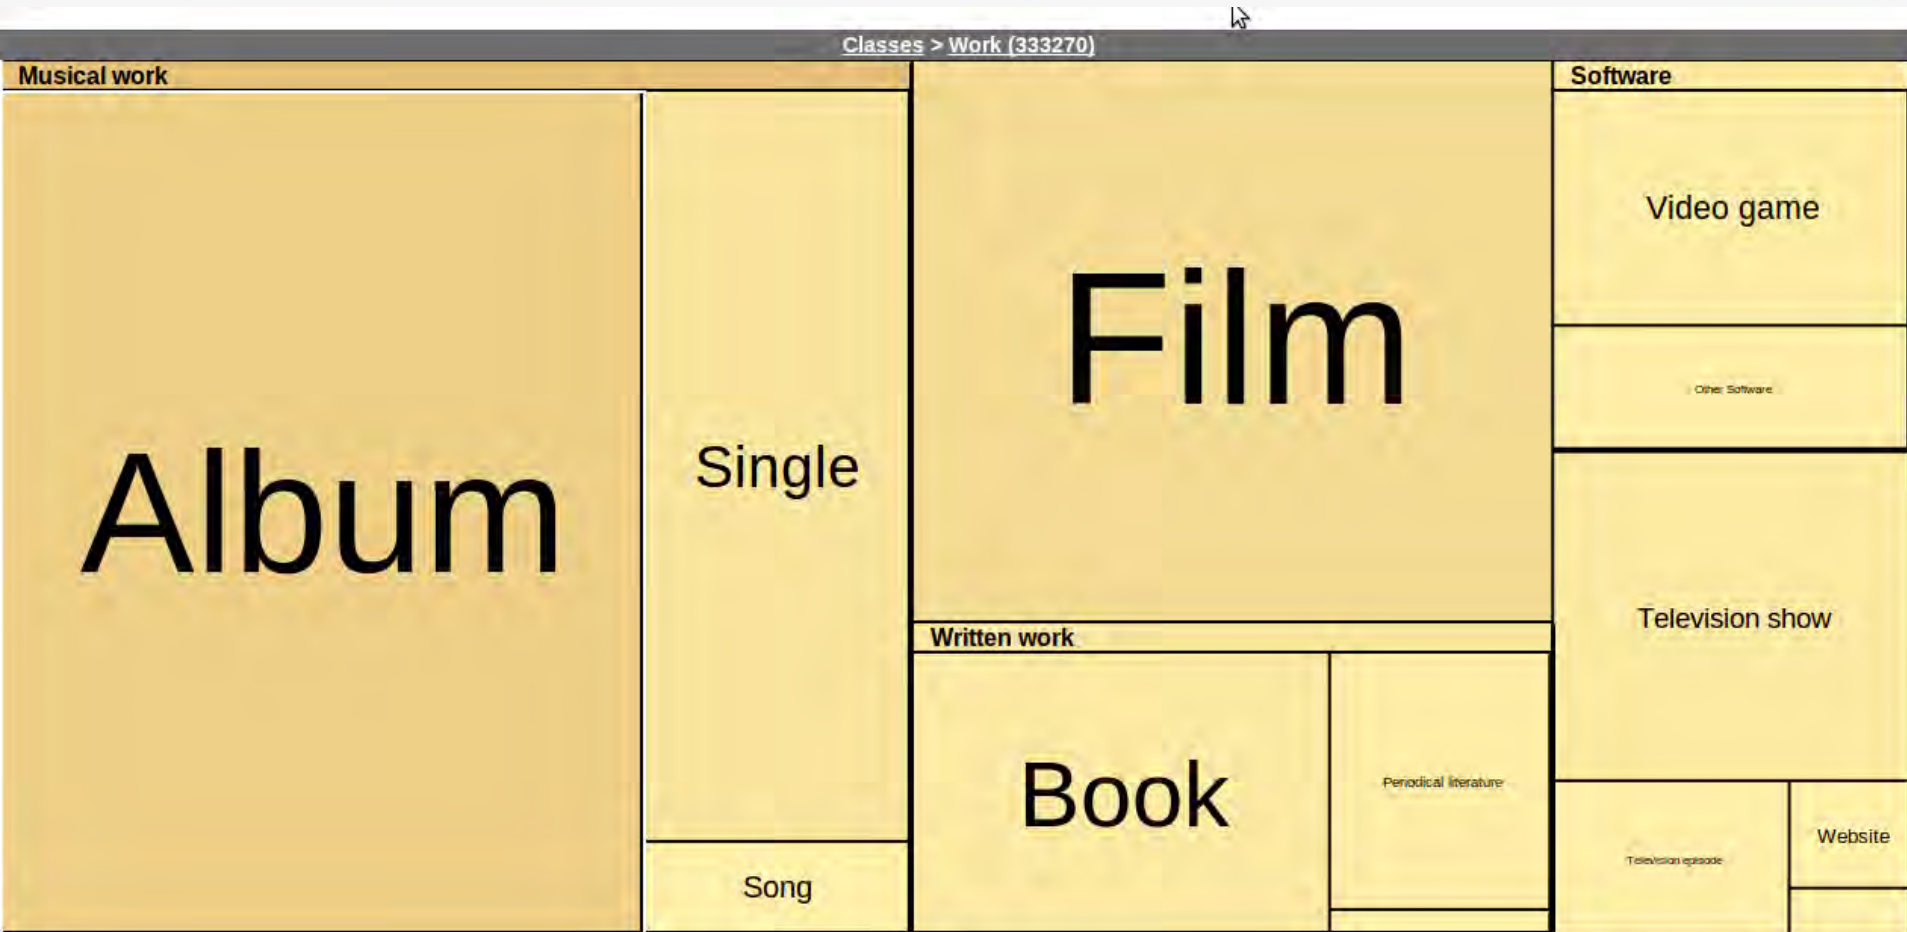 Classes > Work (333270)
Musical work
Album
Single
Song
Film
Written work
Book
Periodical literature
Software
Video game
Other Software
Television show
Television episode
Website